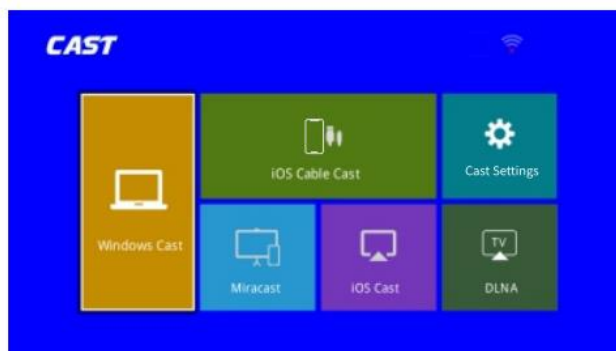 CAST
iOS Cable Cast
Cast Settings
Windows Cast
Miracast
iOS Cast
TV
DLNA